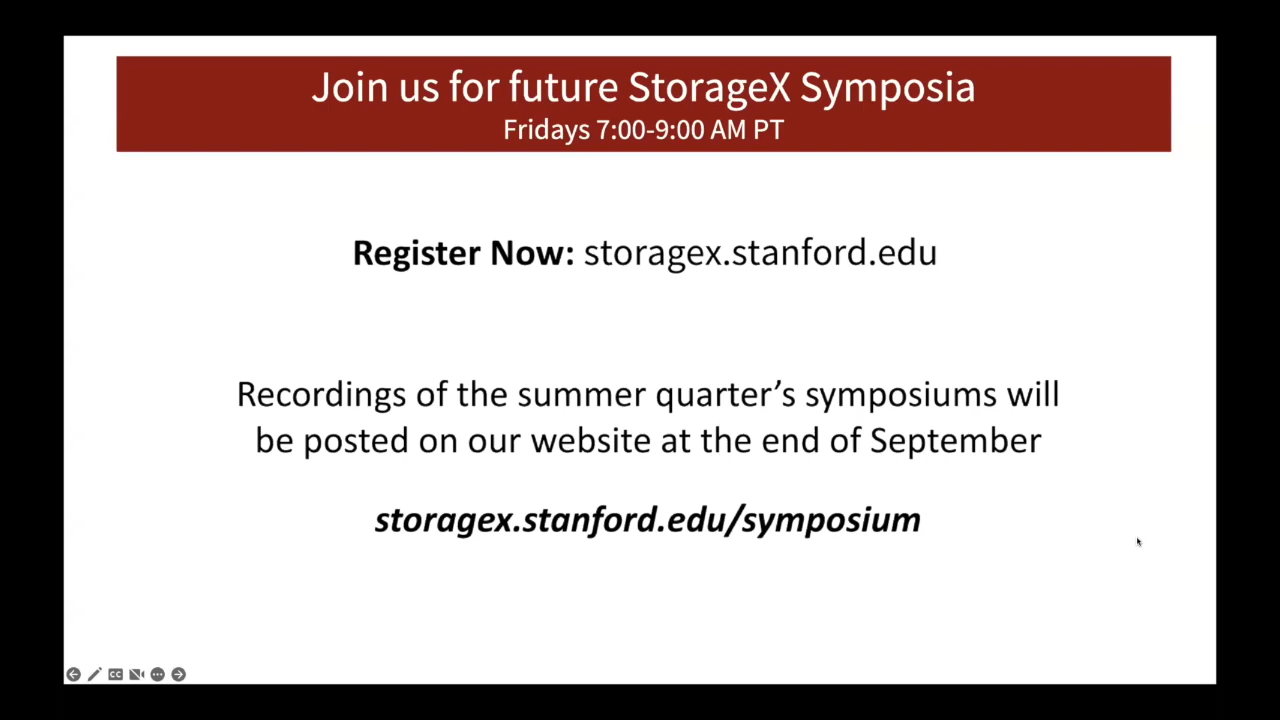 Join us for future StorageX Symposia
Fridays 7:00-9:00 AM PT
Register Now: storagex.stanford.edu
Recordings of the summer quarter’s symposiums will
be posted on our website at the end of September
storagex.stanford.edu/symposium
CC